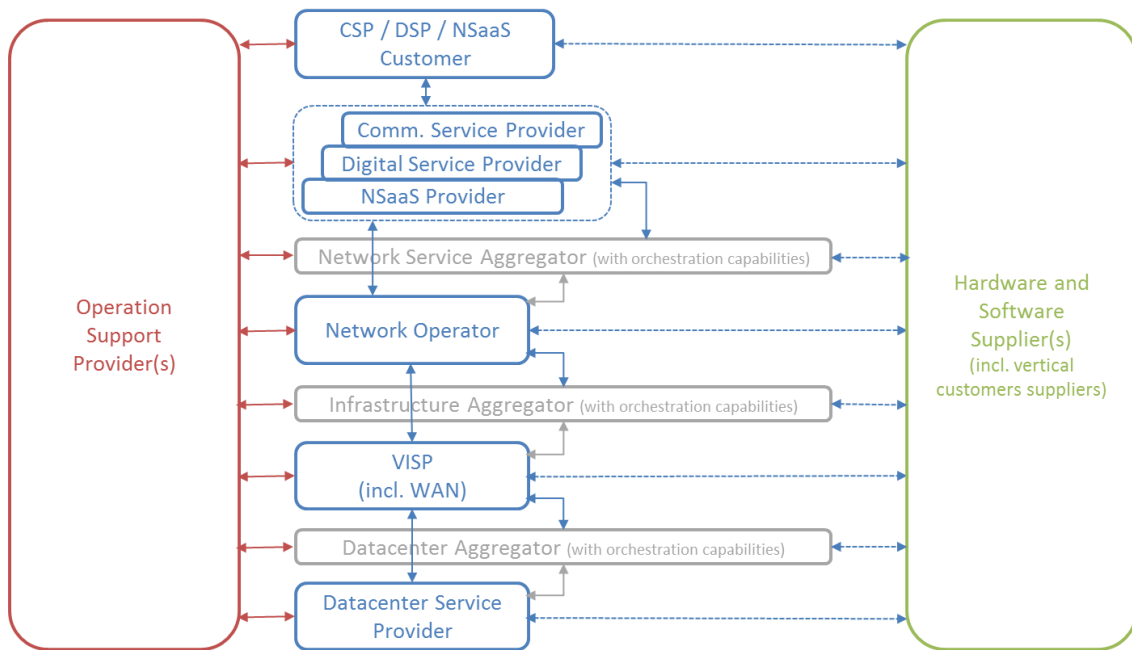 CSP / DSP / NSaaS
Customer
Comm. Service Provider
Digital Service Provider
NSaaS Provider
Network Service Aggregator (with orchestration capabilities)
Operation
Support
Provider(s)
Network Operator
Hardware and
Software
Supplier(s)
(incl. vertical
customers suppliers)
Infrastructure Aggregator (with orchestration capabilities)
VISP
(incl. WAN)
Datacenter Aggregator (with orchestration capabilities)
Datacenter Service
Provider